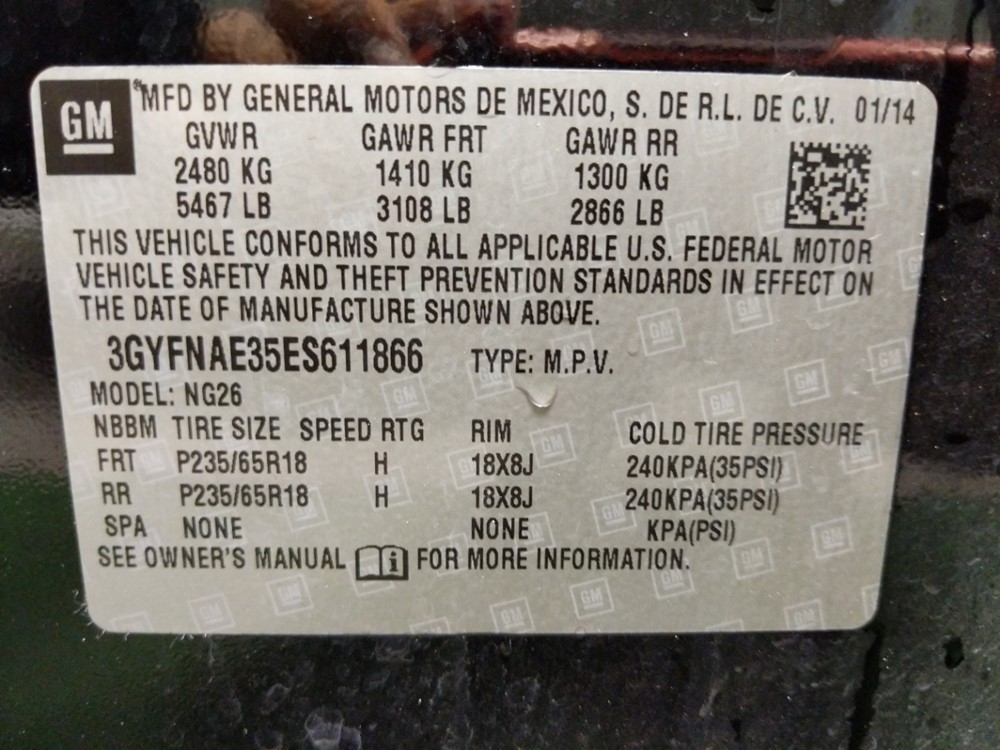 GM
MFD BY GENERAL MOTORS DE MEXICO, S. DE R.L. DE C.V. 01/14
GVWR GAWR FRT GAWR RR
2480 KG 1410 KG 1300 KG
5467 LB 3108 LB 2866 LB
THIS VEHICLE CONFORMS TO ALL APPLICABLE U.S. FEDERAL MOTOR
VEHICLE SAFETY AND THEFT PREVENTION STANDARDS IN EFFECT ON
THE DATE OF MANUFACTURE SHOWN ABOVE.
3GYFNAE35ES611866 TYPE: M.P.V.
MODEL: NG26
NBBM TIRE SIZE SPEED RTG RIM COLD TIRE PRESSURE
FRT P235/65R18 H 18X8J 240KPA(35PSI)
RR P235/65R18 H 18X8J 240KPA(35PSI)
SPA NONE NONE KPA(PSI)
SEE OWNER'S MANUAL i FOR MORE INFORMATION.